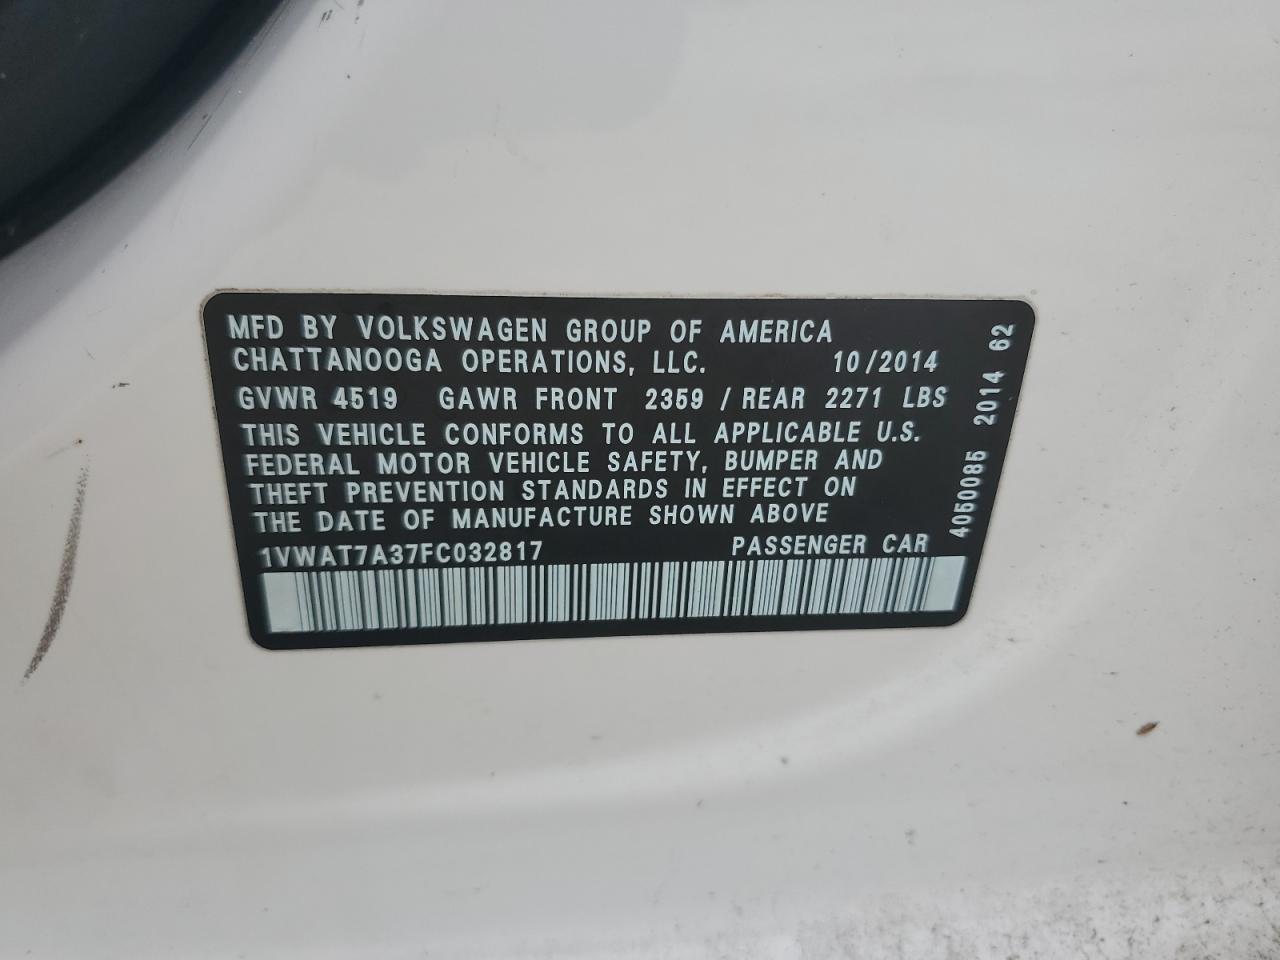 MFD BY VOLKSWAGEN GROUP OF AMERICA
CHATTANOOGA OPERATIONS, LLC. 10/2014
GVWR 4519 GAWR FRONT 2359 / REAR 2271 LBS
THIS VEHICLE CONFORMS TO ALL APPLICABLE U.S.
FEDERAL MOTOR VEHICLE SAFETY, BUMPER AND
THEFT PREVENTION STANDARDS IN EFFECT ON
THE DATE OF MANUFACTURE SHOWN ABOVE
1VWAT7A37FC032817 PASSENGER CAR
4050085 2014 62